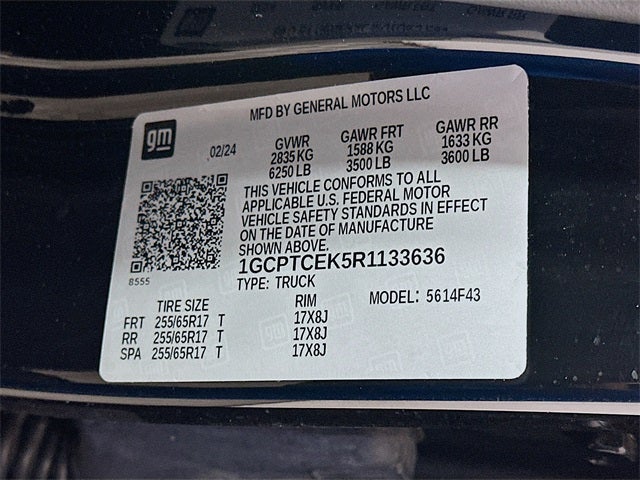 MFD BY GENERAL MOTORS LLC
gm
02/24
GVWR GAWR FRT GAWR RR
2835 KG 1588 KG 1633 KG
6250 LB 3500 LB 3600 LB
THIS VEHICLE CONFORMS TO ALL
APPLICABLE U.S. FEDERAL MOTOR
VEHICLE SAFETY STANDARDS IN EFFECT
ON THE DATE OF MANUFACTURE
SHOWN ABOVE.
1GCPTCEK5R1133636
8555
TYPE: TRUCK
TIRE SIZE RIM MODEL: 5614F43
FRT 255/65R17 T 17X8J
RR 255/65R17 T 17X8J
SPA 255/65R17 T 17X8J